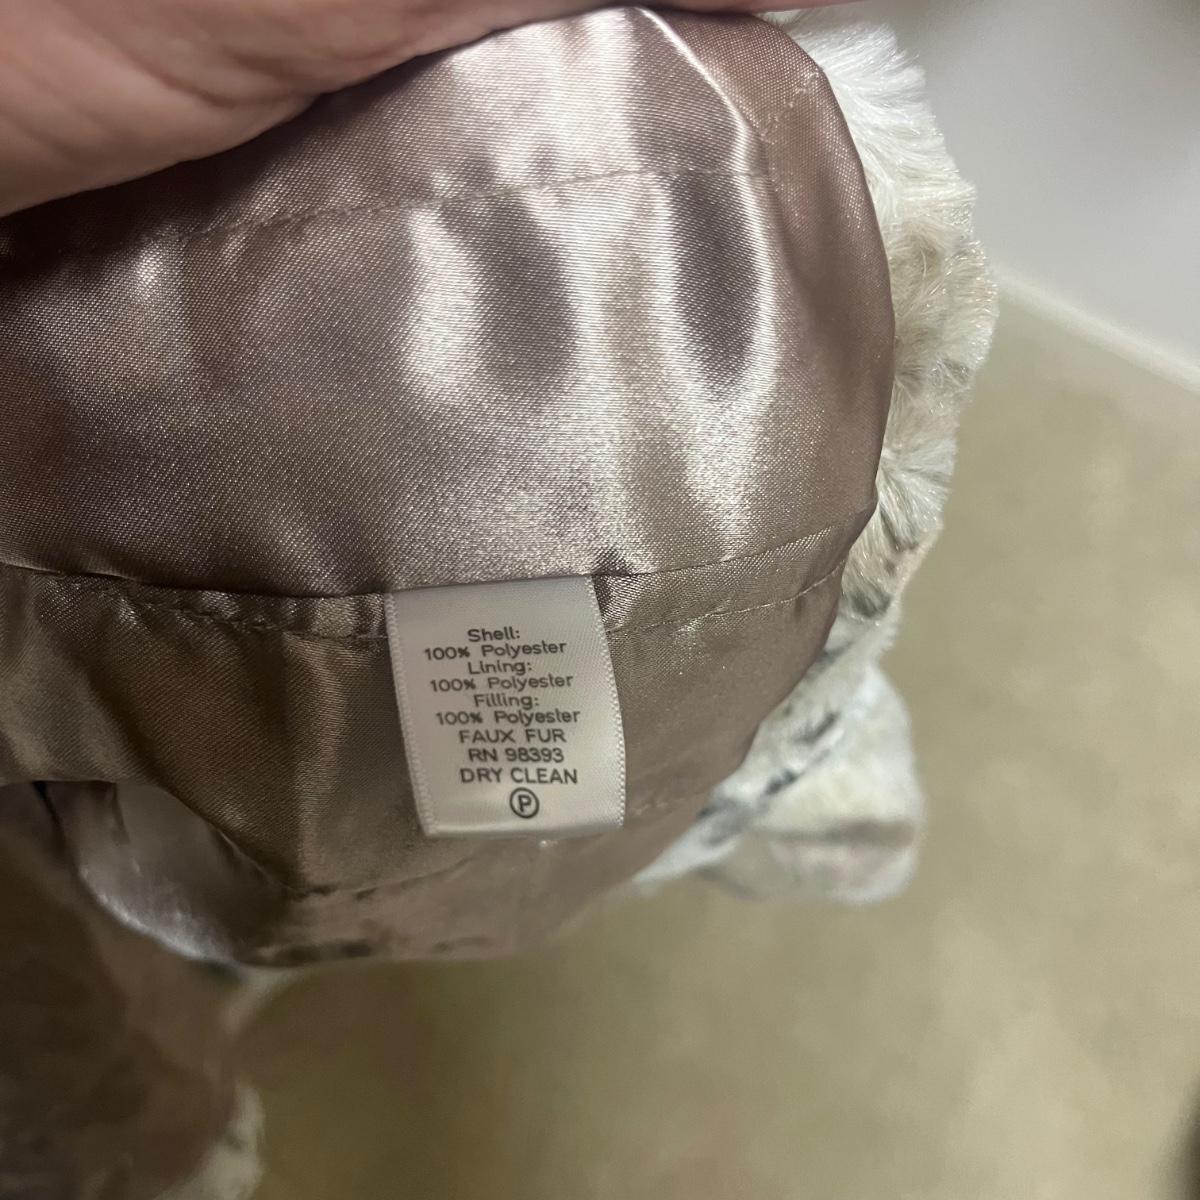 Shell:
100% Polyester
Lining:
100% Polyester
Filling:
100% Polyester
FAUX FUR
RN 98393
DRY CLEAN
P